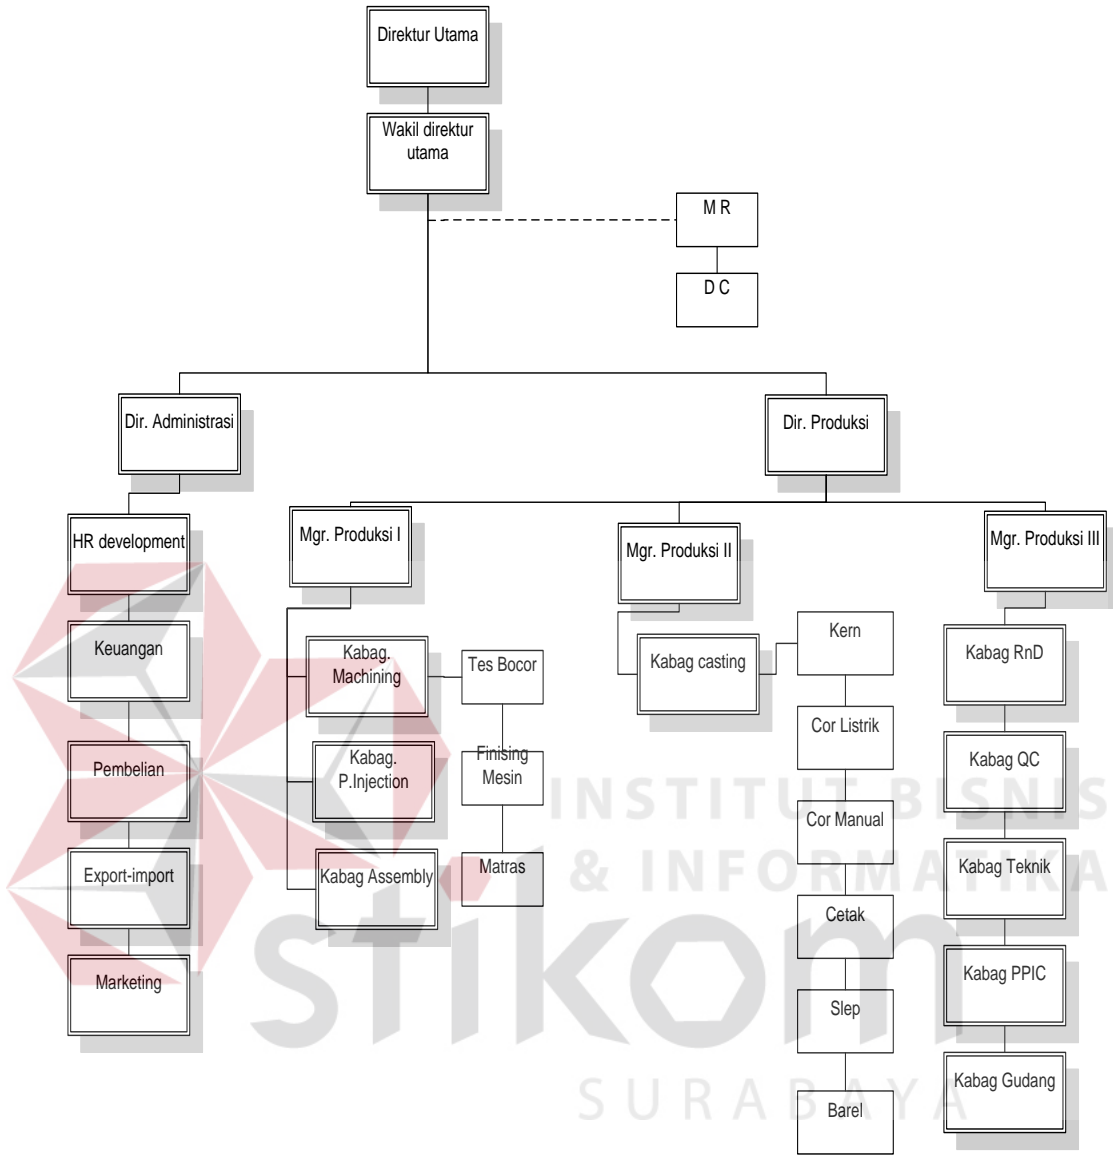 Direktur Utama
Wakil direktur
utama
M R
D C
Dir. Administrasi
Dir. Produksi
HR development
Keuangan
Pembelian
Export-import
Marketing
Mgr. Produksi I
Kabag.
Machining
Kabag.
P.Injection
Kabag Assembly
Tes Bocor
Finising
Mesin
Matras
Mgr. Produksi II
Kabag casting
Kern
Cor Listrik
Cor Manual
Cetak
Slep
Barel
Mgr. Produksi III
Kabag RnD
Kabag QC
Kabag Teknik
Kabag PPIC
Kabag Gudang
INSTITUT BISNIS
& INFORMATIKA
stikom
SURABAYA